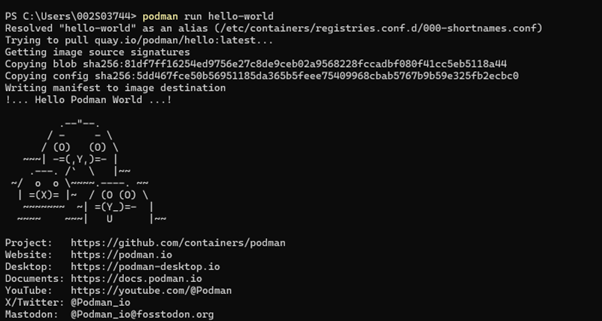 PS C:\Users\002S03744> podman run hello-world
Resolved "hello-world" as an alias (/etc/containers/registries.conf.d/000-shortnames.conf)
Trying to pull quay.io/podman/hello:latest...
Getting image source signatures
Copying blob sha256:81df7ff16254ed9756e27c8de9ceb02a9568228fccadbf080f41cc5eb5118a44
Copying config sha256:5dd467fce50b56951185da365b5feee75409968cbab5767b9b59e325fb2ecbc0
Writing manifest to image destination
!... Hello Podman World ...!

         .--"--.
       / -     - \
      / (O)   (O) \
   ~~~| -=(,Y,)=- |
    .---. /`  \   |~~
 ~/  o  o \~~~~.----. ~~
  | =(X)= |~  / (O (O) \
   ~~~~~~~  ~| =(Y_)=-  |
  ~~~~    ~~~|   U      |~~

Project:   https://github.com/containers/podman
Website:   https://podman.io
Desktop:   https://podman-desktop.io
Documents: https://docs.podman.io
YouTube:   https://youtube.com/@Podman
X/Twitter: @Podman_io
Mastodon:  @Podman_io@fosstodon.org